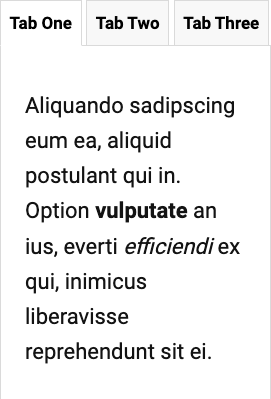 Tab One Tab Two Tab Three
Aliquando sadipscing
eum ea, aliquid
postulant qui in.
Option vulputate an
ius, everti efficiendi ex
qui, inimicus
liberavisse
reprehendunt sit ei.